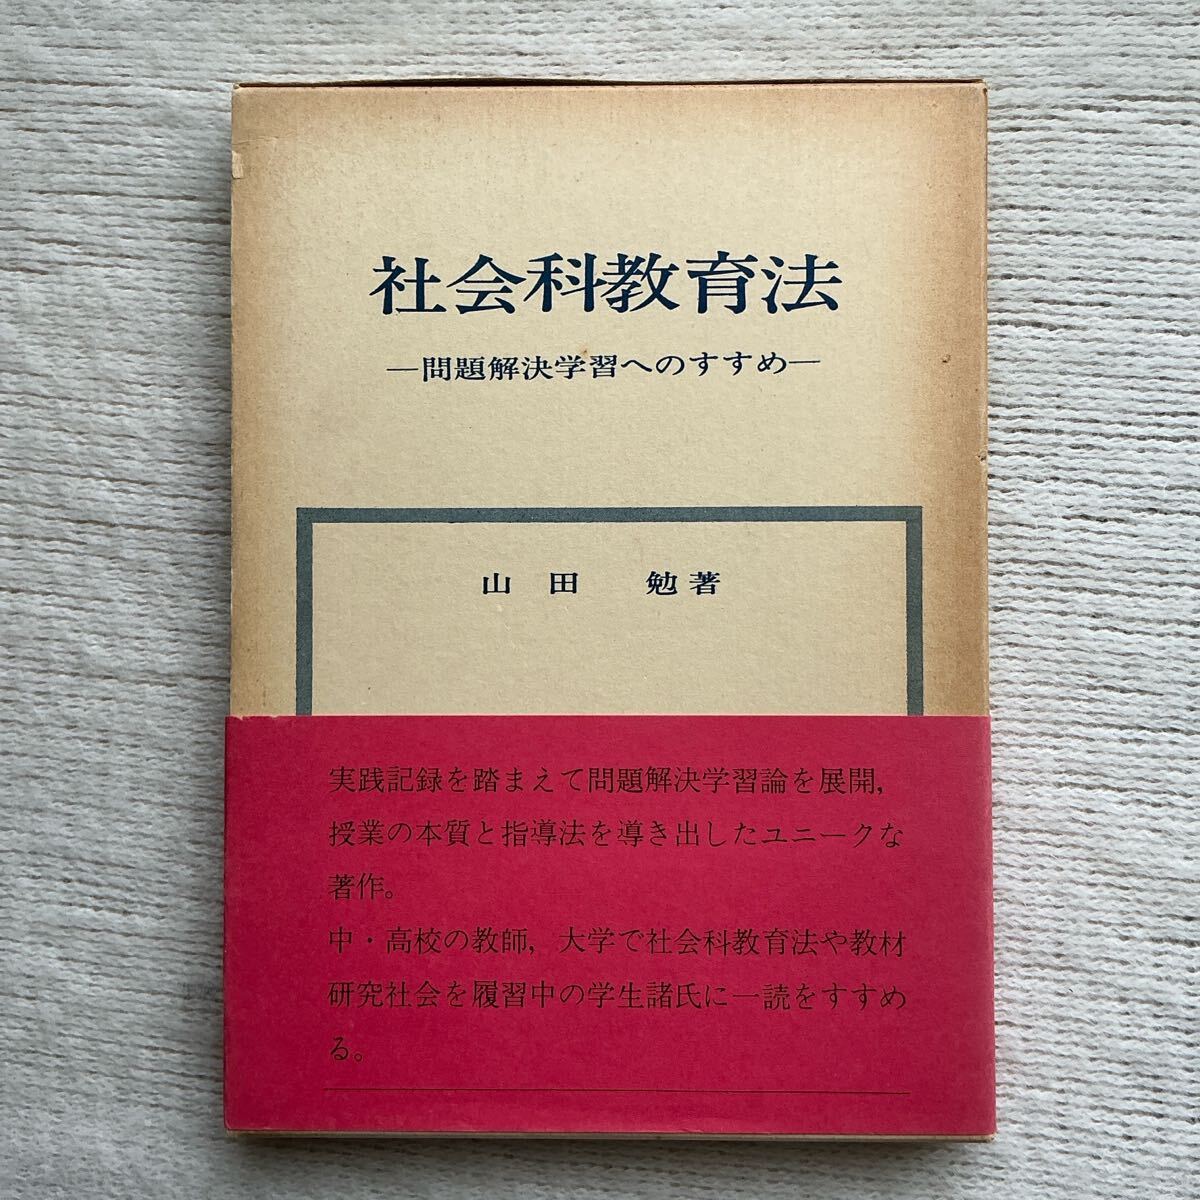 社会科教育法
―問題解決学習へのすすめ―
山田 勉著
実践記録を踏まえて問題解決学習論を展開,
授業の本質と指導法を導き出したユニークな
著作。
中・高校の教師, 大学で社会科教育法や教材
研究社会を履習中の学生諸氏に一読をすすめ
る。